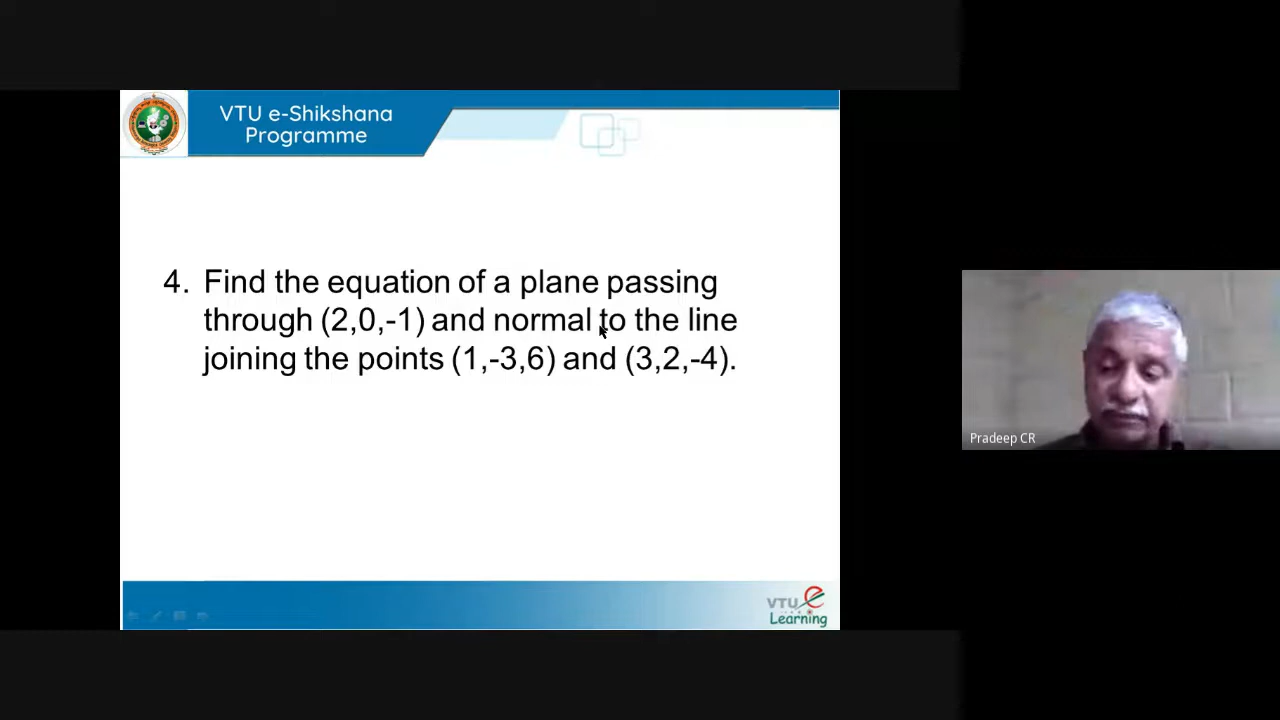 VTU e-Shikshana
Programme
4. Find the equation of a plane passing
through (2,0,-1) and normal to the line
joining the points (1,-3,6) and (3,2,-4).
Pradeep CR
VTU e
Learning